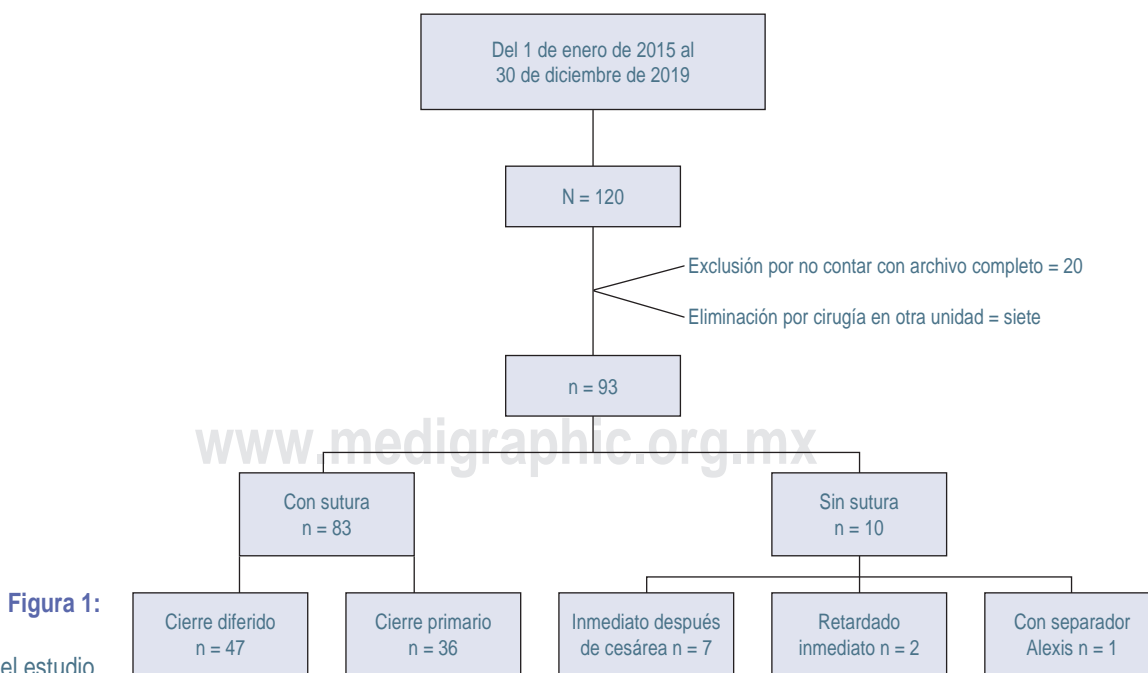 Del 1 de enero de 2015 al
30 de diciembre de 2019
N = 120
Exclusión por no contar con archivo completo = 20
Eliminación por cirugía en otra unidad = siete
n = 93
www.medigraphic.org.mx
Con sutura
n = 83
Sin sutura
n = 10
Figura 1:
el estudio
Cierre diferido
n = 47
Cierre primario
n = 36
Inmediato después
de cesárea n = 7
Retardado
inmediato n = 2
Con separador
Alexis n = 1